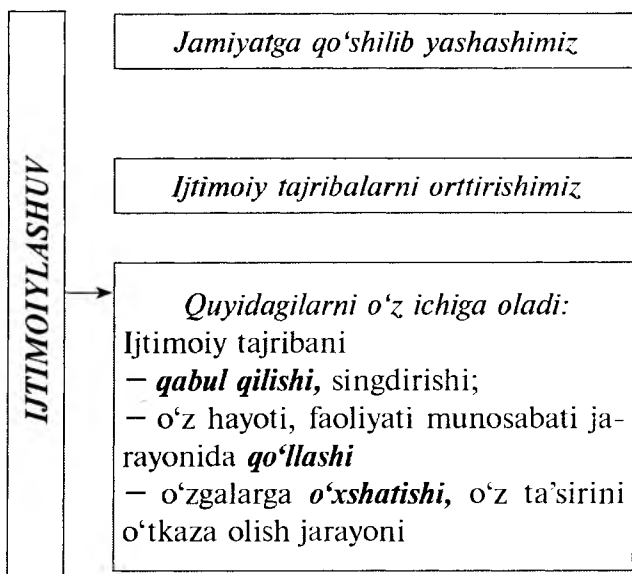 IJTIMOIYLASHUV
Jamiyatga qo‘shilib yashashimiz
Ijtimoiy tajribalarni orttirishimiz
Quyidagilarni o‘z ichiga oladi:
Ijtimoiy tajribani
– qabul qilishi, singdirishi;
– o‘z hayoti, faoliyati munosabati ja-
rayonida qo‘llashi
– o‘zgalarga o‘xshatishi, o‘z ta’sirini
o‘tkaza olish jarayoni